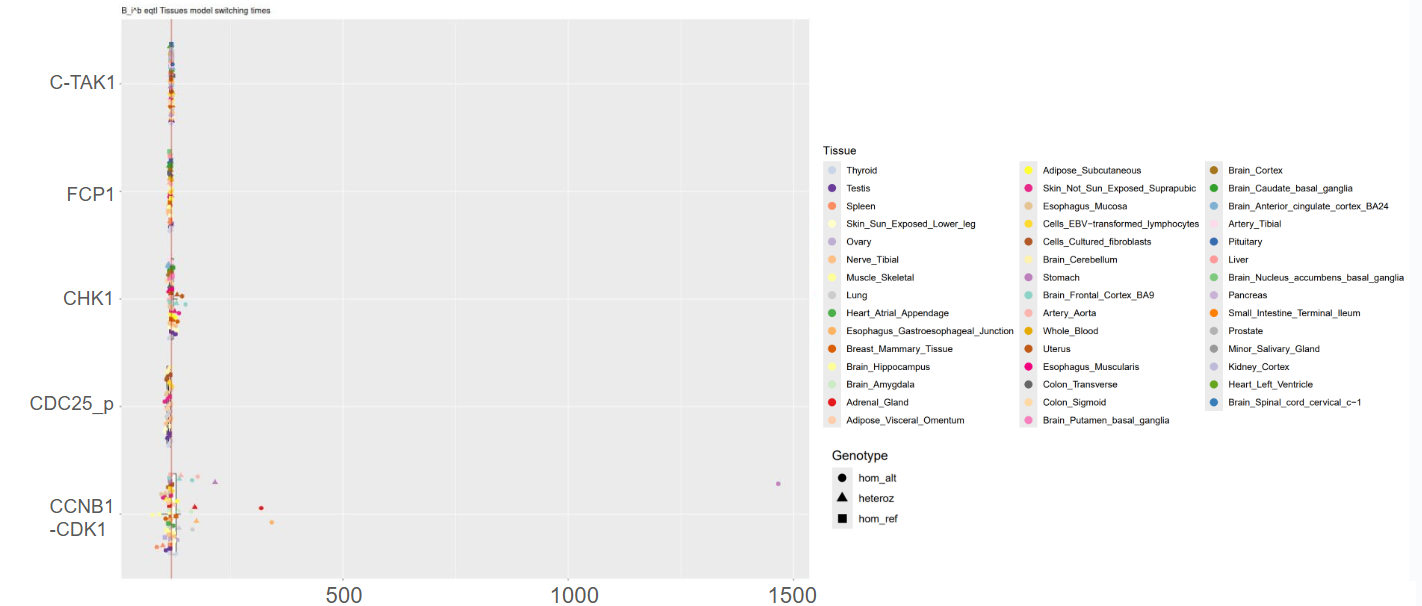 B_i^b eqtl Tissues model switching times
C-TAK1
FCP1
CHK1
CDC25_p
CCNB1
-CDK1
500
1000
1500
Tissue
Thyroid
Testis
Spleen
Skin_Sun_Exposed_Lower_leg
Ovary
Nerve_Tibial
Muscle_Skeletal
Lung
Heart_Atrial_Appendage
Esophagus_Gastroesophageal_Junction
Breast_Mammary_Tissue
Brain_Hippocampus
Brain_Amygdala
Adrenal_Gland
Adipose_Visceral_Omentum
Adipose_Subcutaneous
Skin_Not_Sun_Exposed_Suprapubic
Esophagus_Mucosa
Cells_EBV−transformed_lymphocytes
Cells_Cultured_fibroblasts
Brain_Cerebellum
Stomach
Brain_Frontal_Cortex_BA9
Artery_Aorta
Whole_Blood
Uterus
Esophagus_Muscularis
Colon_Transverse
Colon_Sigmoid
Brain_Putamen_basal_ganglia
Brain_Cortex
Brain_Caudate_basal_ganglia
Brain_Anterior_cingulate_cortex_BA24
Artery_Tibial
Pituitary
Liver
Brain_Nucleus_accumbens_basal_ganglia
Pancreas
Small_Intestine_Terminal_Ileum
Prostate
Minor_Salivary_Gland
Kidney_Cortex
Heart_Left_Ventricle
Brain_Spinal_cord_cervical_c−1
Genotype
hom_alt
heteroz
hom_ref